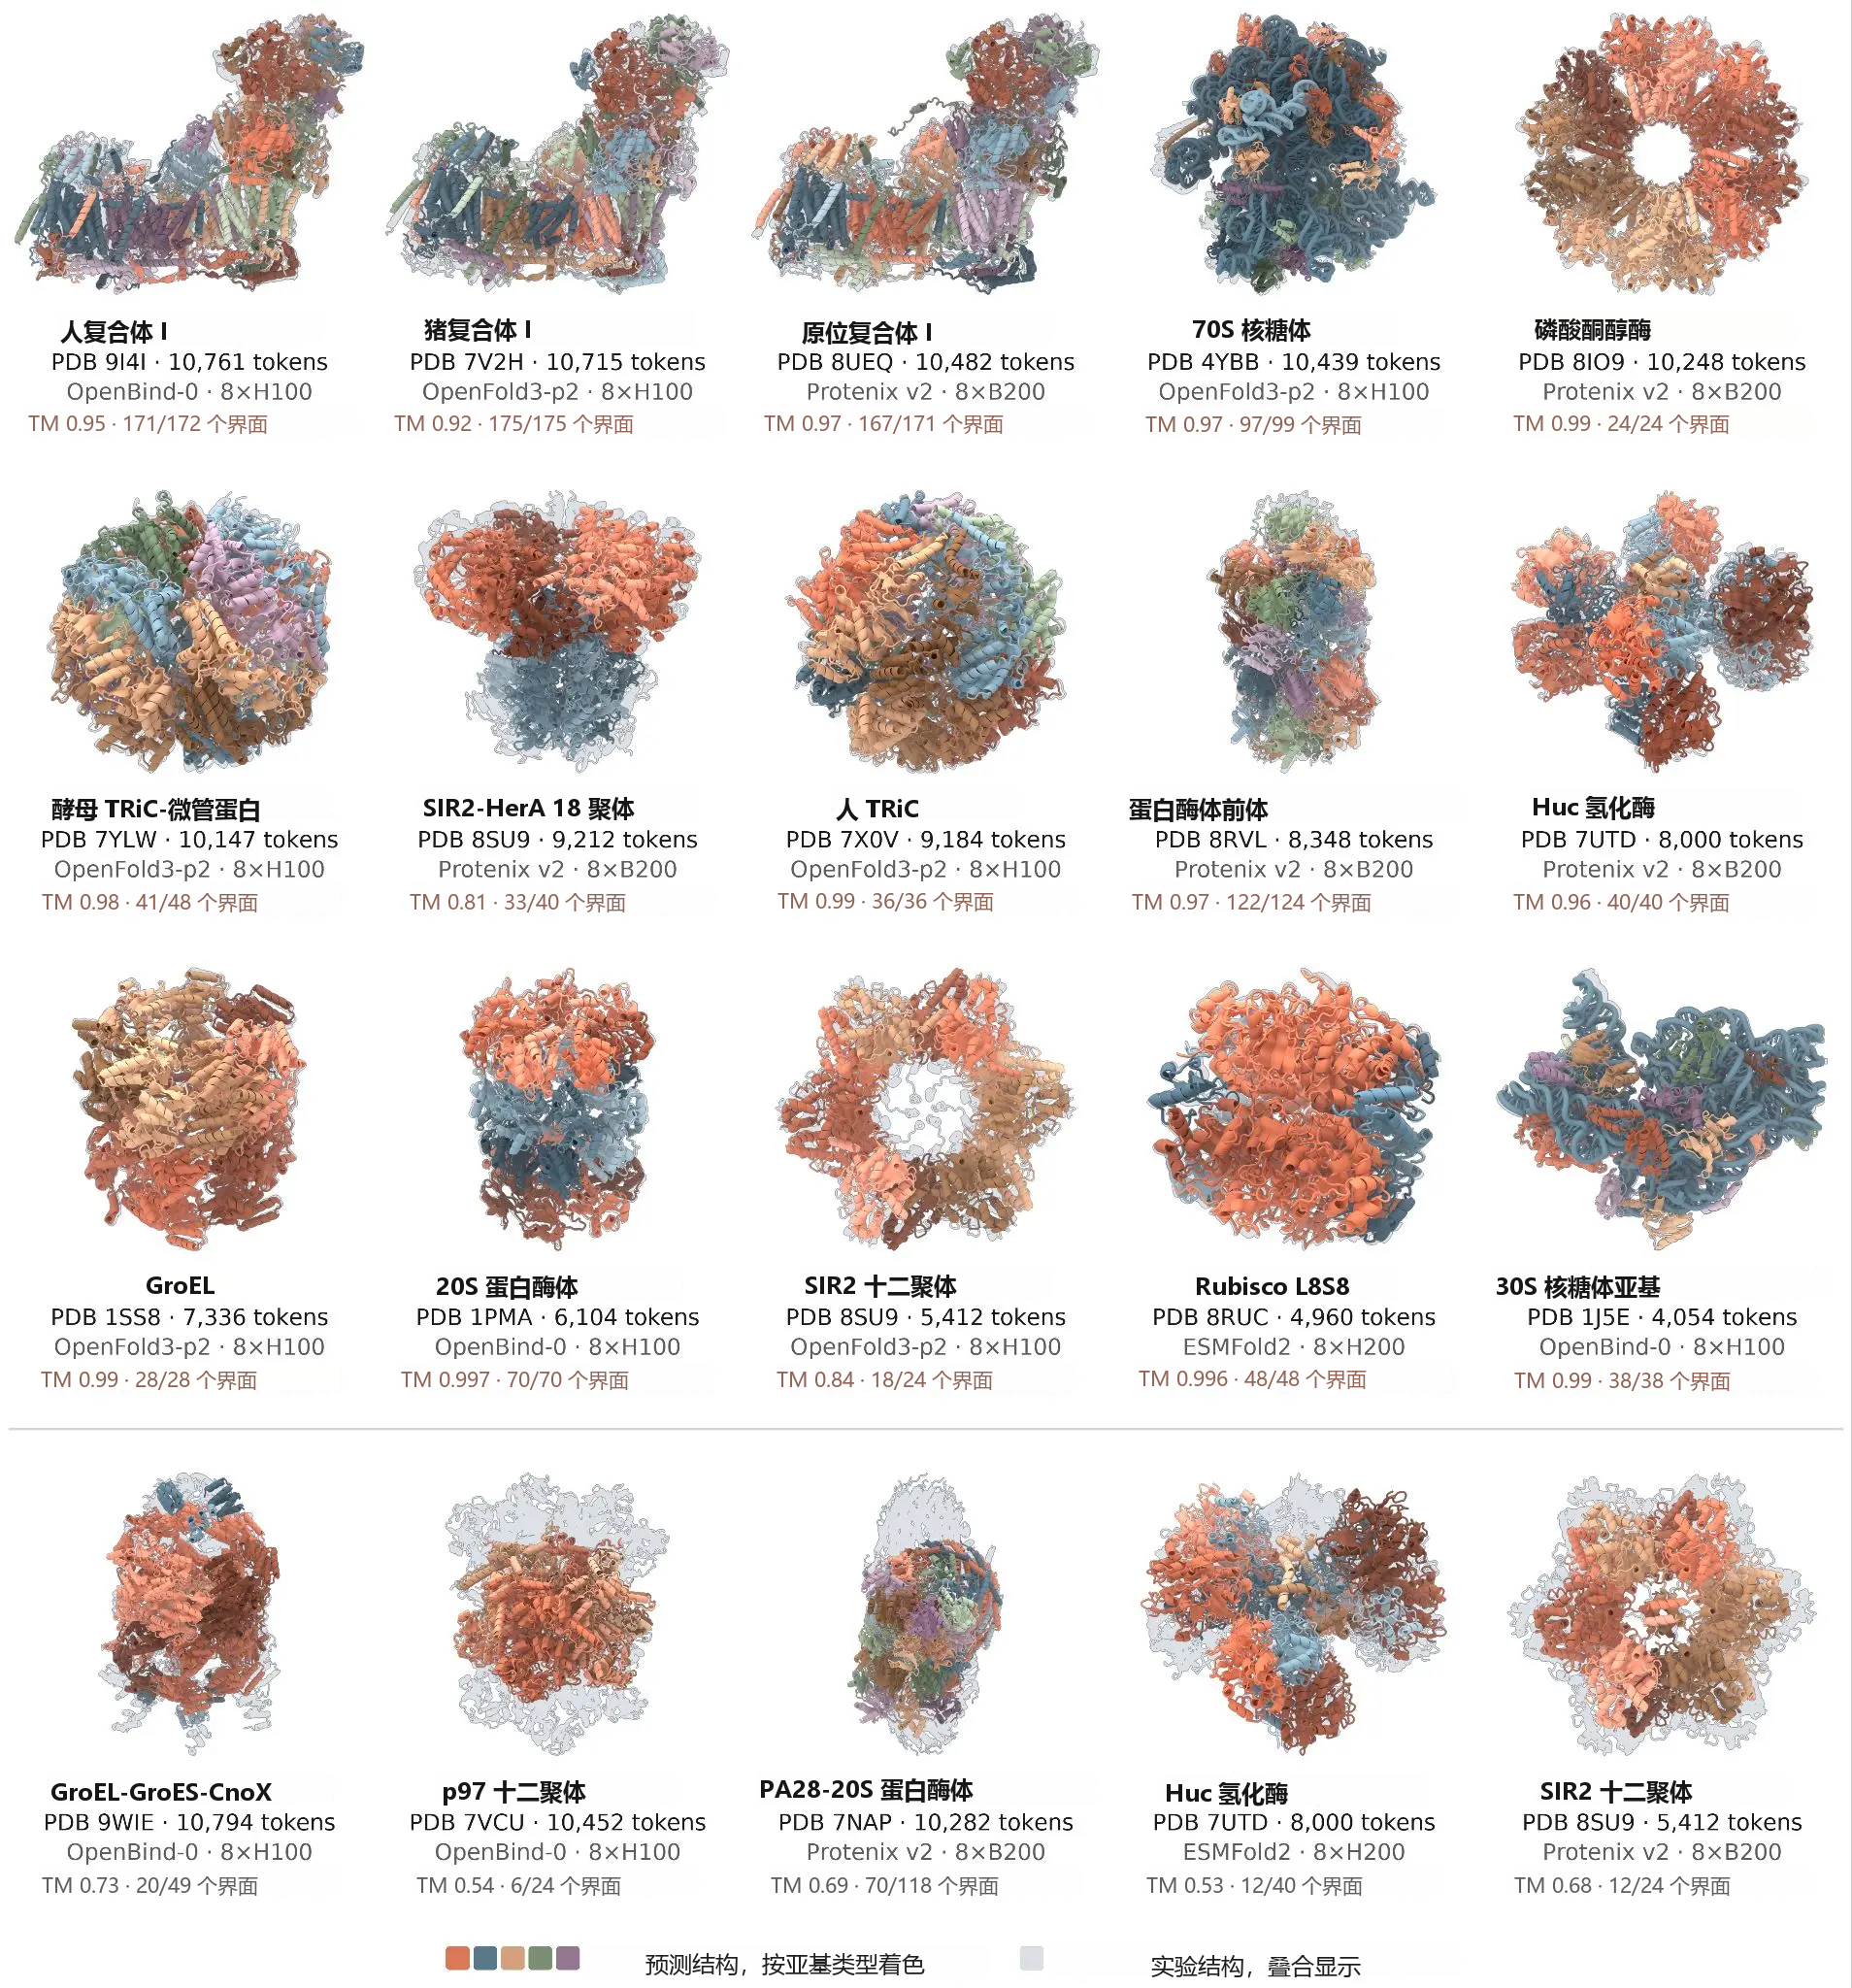 人复合体 I
PDB 9I4I · 10,761 tokens
OpenBind-0 · 8×H100
TM 0.95 · 171/172 个界面
猪复合体 I
PDB 7V2H · 10,715 tokens
OpenFold3-p2 · 8×H100
TM 0.92 · 175/175 个界面
原位复合体 I
PDB 8UEQ · 10,482 tokens
Protenix v2 · 8×B200
TM 0.97 · 167/171 个界面
70S 核糖体
PDB 4YBB · 10,439 tokens
OpenFold3-p2 · 8×H100
TM 0.97 · 97/99 个界面
磷酸酮醇酶
PDB 8IO9 · 10,248 tokens
Protenix v2 · 8×B200
TM 0.99 · 24/24 个界面
酵母 TRiC-微管蛋白
PDB 7YLW · 10,147 tokens
OpenFold3-p2 · 8×H100
TM 0.98 · 41/48 个界面
SIR2-HerA 18 聚体
PDB 8SU9 · 9,212 tokens
Protenix v2 · 8×B200
TM 0.81 · 33/40 个界面
人 TRiC
PDB 7X0V · 9,184 tokens
OpenFold3-p2 · 8×H100
TM 0.99 · 36/36 个界面
蛋白酶体前体
PDB 8RVL · 8,348 tokens
Protenix v2 · 8×B200
TM 0.97 · 122/124 个界面
Huc 氢化酶
PDB 7UTD · 8,000 tokens
Protenix v2 · 8×B200
TM 0.96 · 40/40 个界面
GroEL
PDB 1SS8 · 7,336 tokens
OpenFold3-p2 · 8×H100
TM 0.99 · 28/28 个界面
20S 蛋白酶体
PDB 1PMA · 6,104 tokens
OpenBind-0 · 8×H100
TM 0.997 · 70/70 个界面
SIR2 十二聚体
PDB 8SU9 · 5,412 tokens
OpenFold3-p2 · 8×H100
TM 0.84 · 18/24 个界面
Rubisco L8S8
PDB 8RUC · 4,960 tokens
ESMFold2 · 8×H200
TM 0.996 · 48/48 个界面
30S 核糖体亚基
PDB 1J5E · 4,054 tokens
OpenBind-0 · 8×H100
TM 0.99 · 38/38 个界面
GroEL-GroES-CnoX
PDB 9WIE · 10,794 tokens
OpenBind-0 · 8×H100
TM 0.73 · 20/49 个界面
p97 十二聚体
PDB 7VCU · 10,452 tokens
OpenBind-0 · 8×H100
TM 0.54 · 6/24 个界面
PA28-20S 蛋白酶体
PDB 7NAP · 10,282 tokens
Protenix v2 · 8×B200
TM 0.69 · 70/118 个界面
Huc 氢化酶
PDB 7UTD · 8,000 tokens
ESMFold2 · 8×H200
TM 0.53 · 12/40 个界面
SIR2 十二聚体
PDB 8SU9 · 5,412 tokens
Protenix v2 · 8×B200
TM 0.68 · 12/24 个界面
预测结构，按亚基类型着色
实验结构，叠合显示